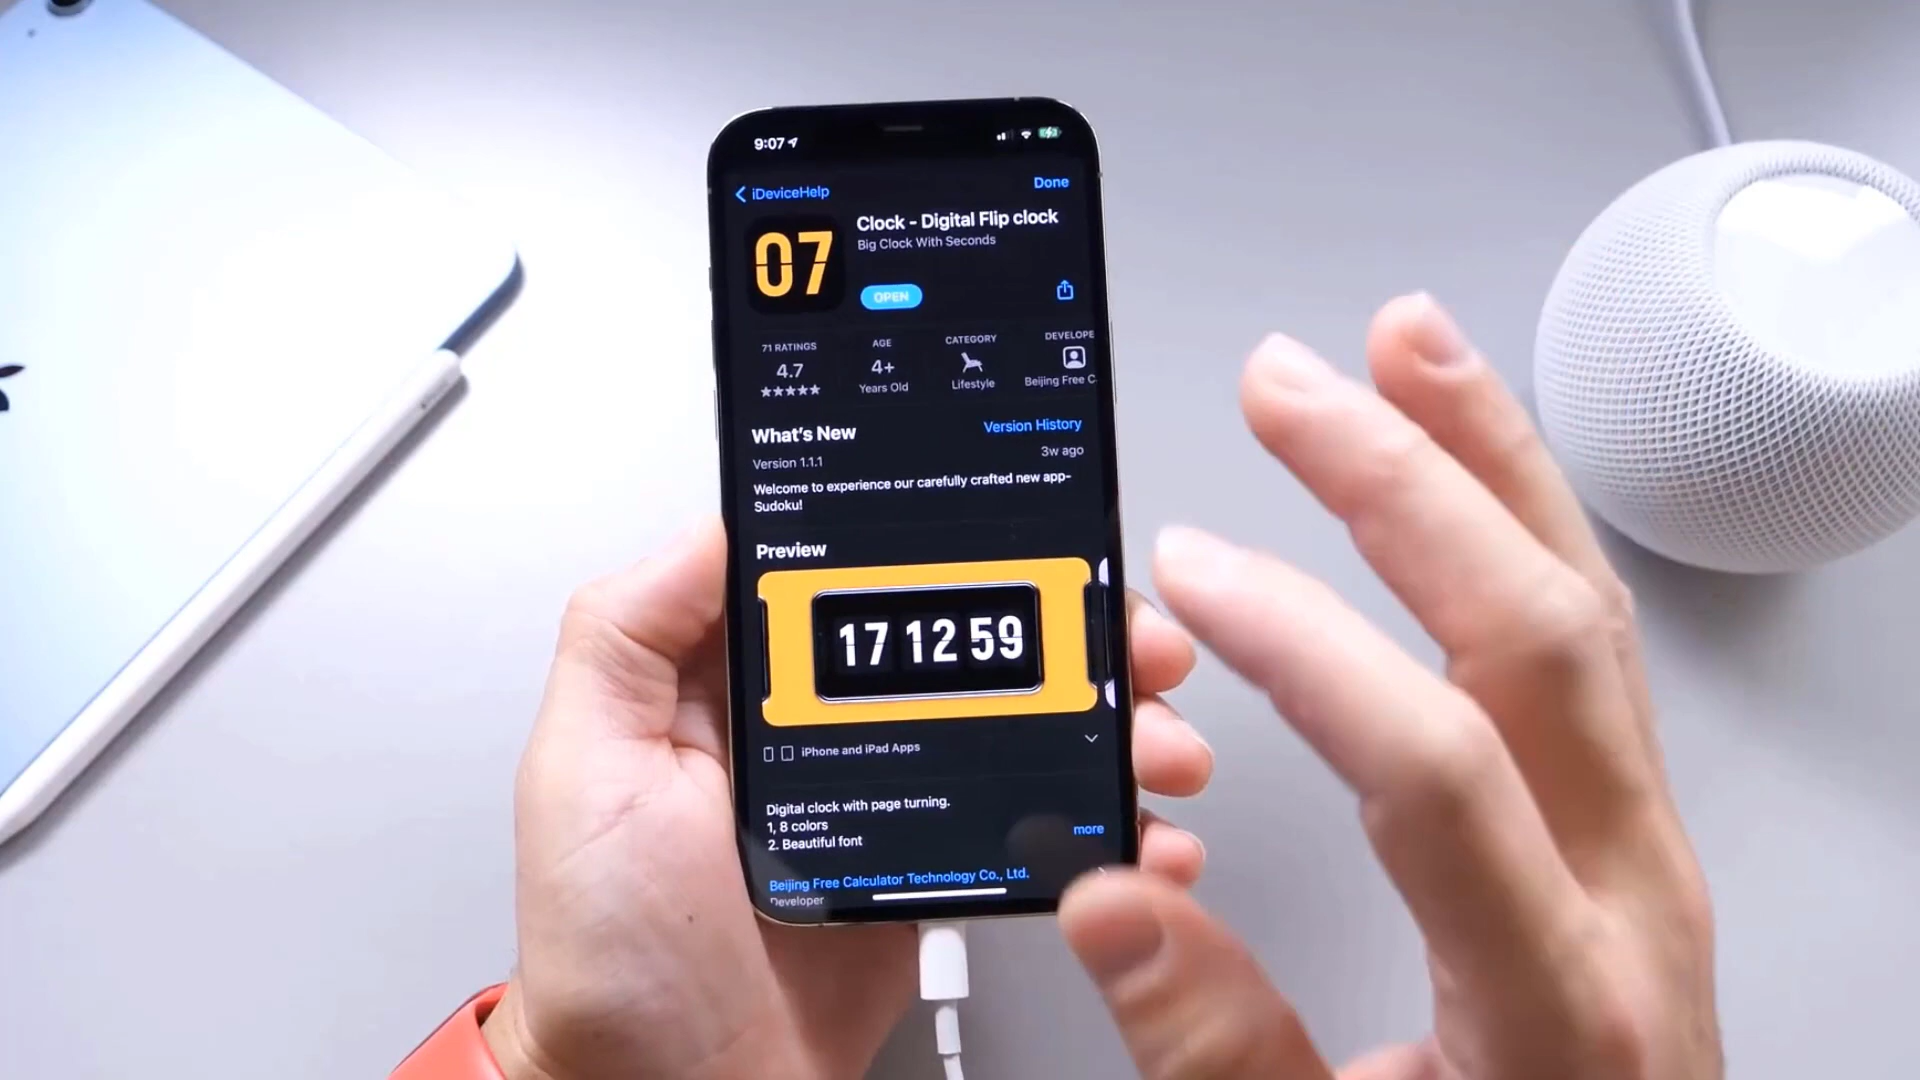 9:07
iDeviceHelp
Done
07
Clock - Digital Flip clock
Big Clock With Seconds
OPEN
71 RATINGS
4.7
★★★★★
AGE
4+
Years Old
CATEGORY
Lifestyle
DEVELOPE
Beijing Free C
What's New
Version History
Version 1.1.1
3w ago
Welcome to experience our carefully crafted new app-
Sudoku!
Preview
17 12 59
iPhone and iPad Apps
Digital clock with page turning.
1, 8 colors
2. Beautiful font
more
Beijing Free Calculator Technology Co., Ltd.
Developer